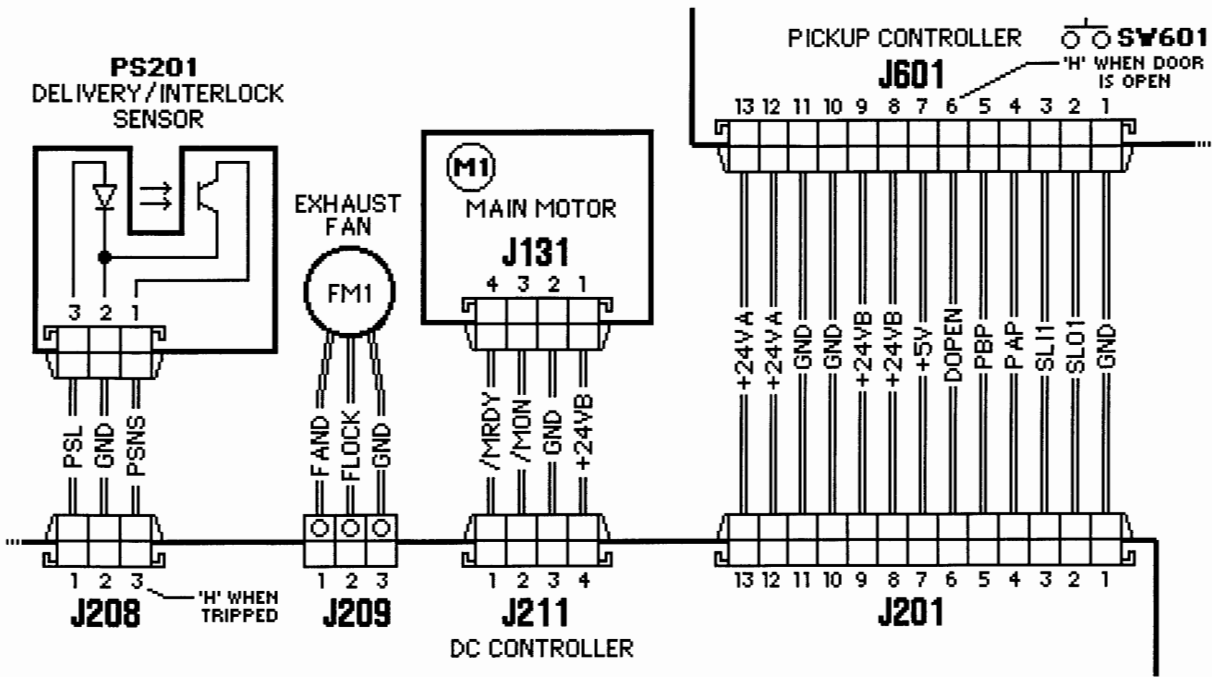 PS201
DELIVERY/INTERLOCK
SENSOR
3 2 1
PSL
GND
PSNS
1 2 3
J208
'H' WHEN
TRIPPED
EXHAUST
FAN
FM1
FAND
FLOCK
GND
1 2 3
J209
M1
MAIN MOTOR
J131
4 3 2 1
/MRDY
/MON
GND
+24VB
1 2 3 4
J211
DC CONTROLLER
PICKUP CONTROLLER
J601
SW601
'H' WHEN DOOR
IS OPEN
13 12 11 10 9 8 7 6 5 4 3 2 1
+24VA
+24VA
GND
GND
+24VB
+24VB
+5V
DOPEN
PBP
PAP
SLI1
SLO1
GND
13 12 11 10 9 8 7 6 5 4 3 2 1
J201